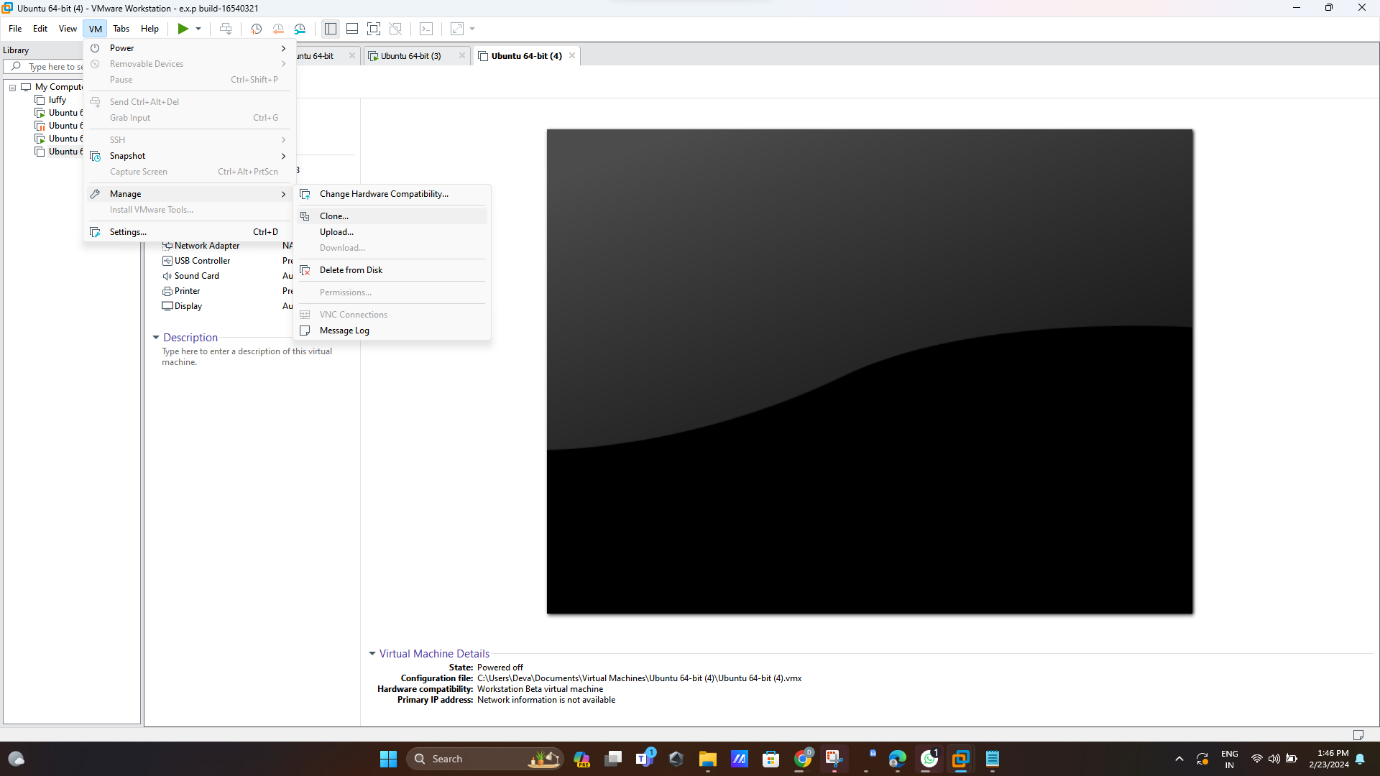 Ubuntu 64-bit (4) - VMware Workstation - e.x.p build-16540321
File Edit View VM Tabs Help
Library
Type here to se
My Compute
luffy
Ubuntu 6
Ubuntu 6
Ubuntu 6
Ubuntu 6
Power
Removable Devices
Pause Ctrl+Shift+P
Send Ctrl+Alt+Del
Grab Input Ctrl+G
SSH
Snapshot
Capture Screen Ctrl+Alt+PrtScn
Manage
Install VMware Tools...
Settings... Ctrl+D
Change Hardware Compatibility...
Clone...
Upload...
Download...
Delete from Disk
Permissions...
VNC Connections
Message Log
untu 64-bit
Ubuntu 64-bit (3)
Ubuntu 64-bit (4)
Network Adapter NA
USB Controller Pre
Sound Card Au
Printer Pre
Display Au
Description
Type here to enter a description of this virtual
machine.
Virtual Machine Details
State: Powered off
Configuration file: C:\Users\Deva\Documents\Virtual Machines\Ubuntu 64-bit (4)\Ubuntu 64-bit (4).vmx
Hardware compatibility: Workstation Beta virtual machine
Primary IP address: Network information is not available
Search
PRE
1
D
1
ENG
IN
1:46 PM
2/23/2024